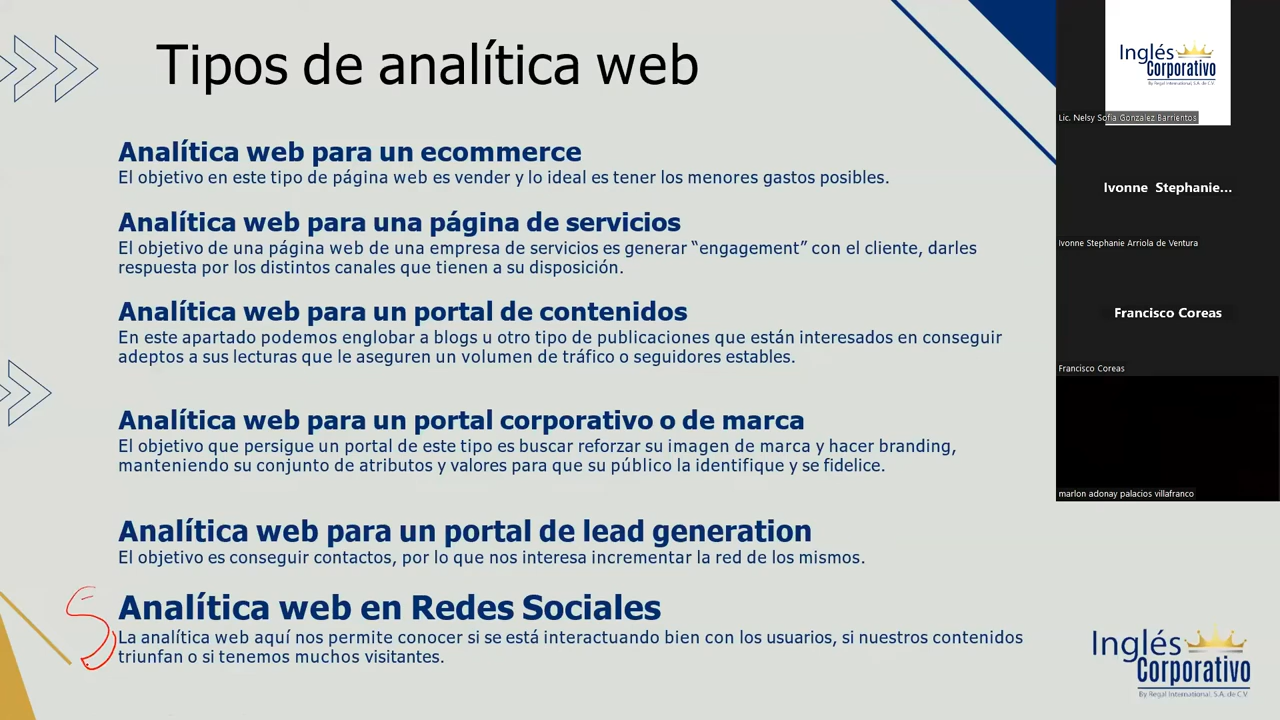 Tipos de analítica web
Analítica web para un ecommerce
El objetivo en este tipo de página web es vender y lo ideal es tener los menores gastos posibles.
Analítica web para una página de servicios
El objetivo de una página web de una empresa de servicios es generar “engagement” con el cliente, darles
respuesta por los distintos canales que tienen a su disposición.
Analítica web para un portal de contenidos
En este apartado podemos englobar a blogs u otro tipo de publicaciones que están interesados en conseguir
adeptos a sus lecturas que le aseguren un volumen de tráfico o seguidores estables.
Analítica web para un portal corporativo o de marca
El objetivo que persigue un portal de este tipo es buscar reforzar su imagen de marca y hacer branding,
manteniendo su conjunto de atributos y valores para que su público la identifique y se fidelice.
Analítica web para un portal de lead generation
El objetivo es conseguir contactos, por lo que nos interesa incrementar la red de los mismos.
5
Analítica web en Redes Sociales
La analítica web aquí nos permite conocer si se está interactuando bien con los usuarios, si nuestros contenidos
triunfan o si tenemos muchos visitantes.
Inglés
Corporativo
By Regal International, S.A. de C.V.
Inglés
Corporativo
By Regal International, S.A. de C.V.
Lic. Nelsy Sofia Gonzalez Barrientos
Ivonne Stephanie...
Ivonne Stephanie Arriola de Ventura
Francisco Coreas
Francisco Coreas
marlon adonay palacios villafranco